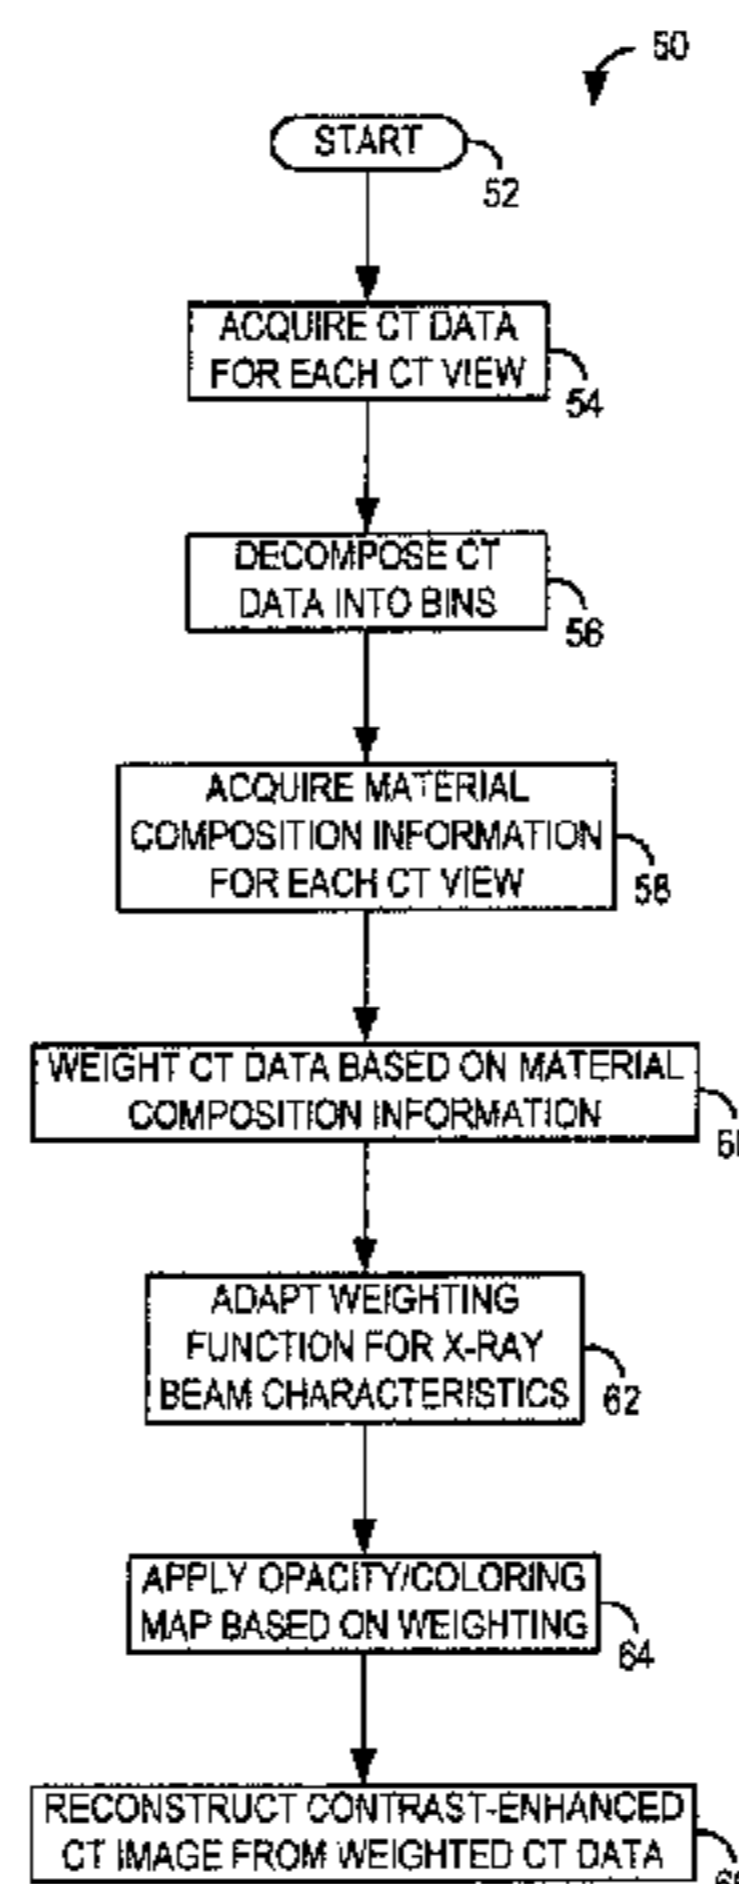 50
START
52
ACQUIRE CT DATA
FOR EACH CT VIEW
54
DECOMPOSE CT
DATA INTO BINS
56
ACQUIRE MATERIAL
COMPOSITION INFORMATION
FOR EACH CT VIEW
58
WEIGHT CT DATA BASED ON MATERIAL
COMPOSITION INFORMATION
ADAPT WEIGHTING
FUNCTION FOR X-RAY
BEAM CHARACTERISTICS
62
APPLY OPACITY/COLORING
MAP BASED ON WEIGHTING
64
RECONSTRUCT CONTRAST-ENHANCED
CT IMAGE FROM WEIGHTED CT DATA